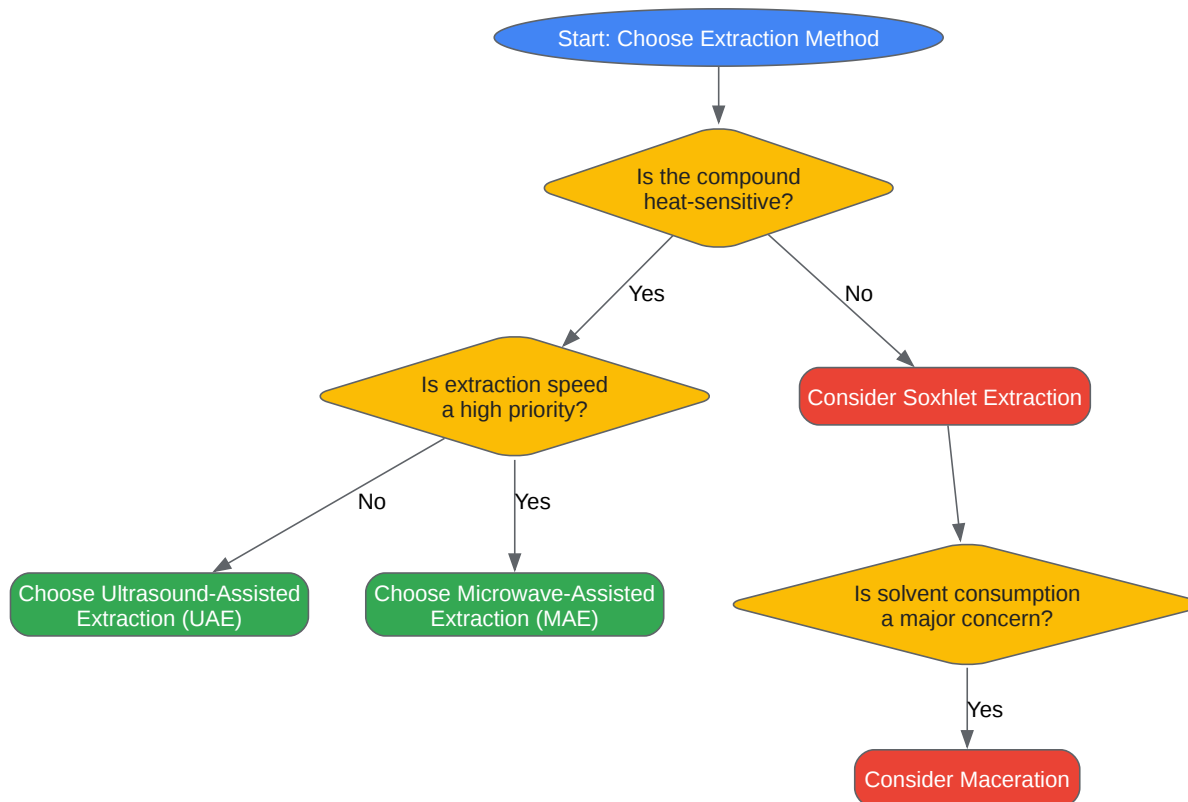 Start: Choose Extraction Method
Is the compound
heat-sensitive?
Yes
No
Is extraction speed
a high priority?
Consider Soxhlet Extraction
No
Yes
Choose Ultrasound-Assisted
Extraction (UAE)
Choose Microwave-Assisted
Extraction (MAE)
Is solvent consumption
a major concern?
Yes
Consider Maceration